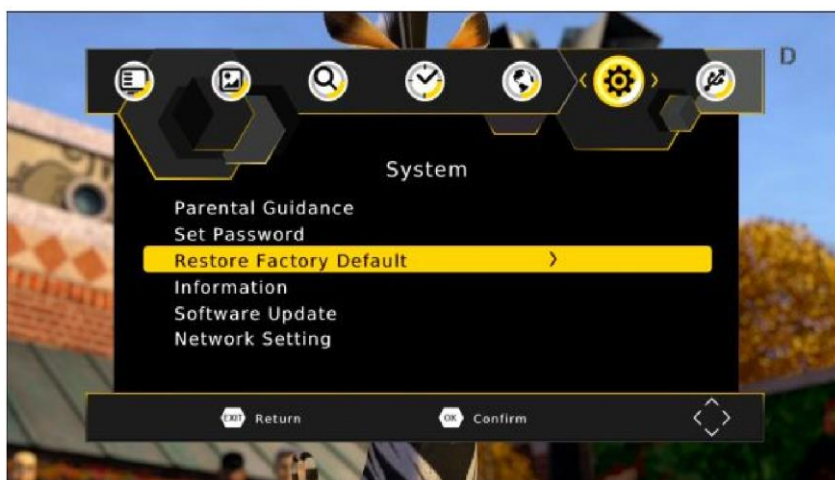 D
System
Parental Guidance
Set Password
Restore Factory Default
Information
Software Update
Network Setting
EXIT Return OK Confirm